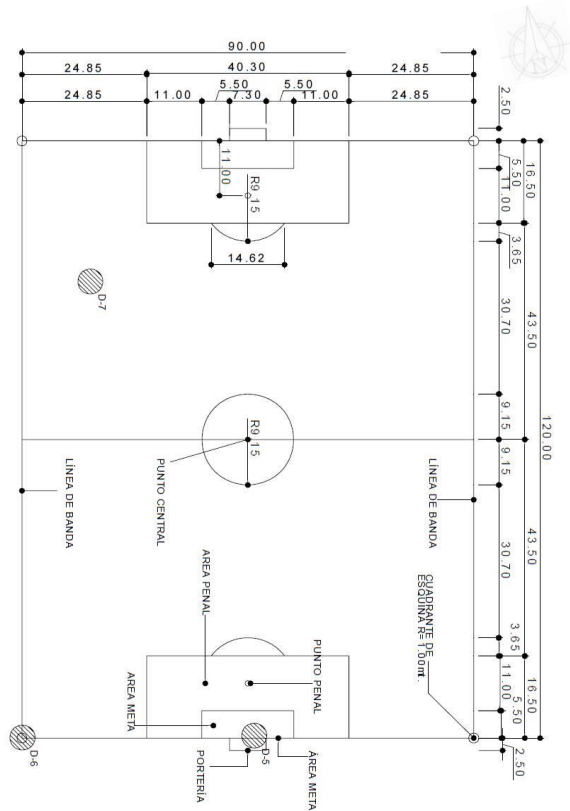 N
90.00
24.85
40.30
24.85
5.50
5.50
24.85
11.00
7.30
11.00
24.85
2.50
11.00
R9.15
14.62
5.50
11.00
16.50
3.65
30.70
43.50
D-7
9.15
R9.15
120.00
9.15
PUNTO CENTRAL
LÍNEA DE BANDA
LÍNEA DE BANDA
30.70
43.50
AREA PENAL
PUNTO PENAL
CUADRANTE DE
ESQUINA R=1.00mt.
3.65
11.00
16.50
5.50
AREA META
D-5
D-6
PORTERÍA
ÁREA META
2.50